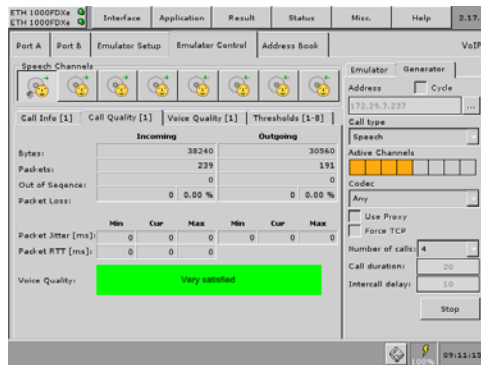 ETH 1000FDXe
ETH 1000FDXe
Interface Application Result Status Misc. Help 2.17.
Port A Port B Emulator Setup Emulator Control Address Book VoIP
Speech Channels
Emulator Generator
Address Cycle
172.29.7.237 ...
Call Info [1] Call Quality [1] Voice Quality [1] Thresholds [1-8]
Call type
Speech
Incoming Outgoing
Bytes: 38240 30560
Packets: 239 191
Out of Seqence: 0 0
Packet Loss: 0 0.00 % 0 0.00 %
Active Channels
Codec
Any
Use Proxy
Force TCP
Min Cur Max Min Cur Max
Packet Jitter [ms]: 0 0 0 0 0 0
Packet RTT [ms]: 0 0 0
Number of calls: 4
Call duration: 20
Intercall delay: 10
Voice Quality: Very satisfied
Stop
100% 09:11:15